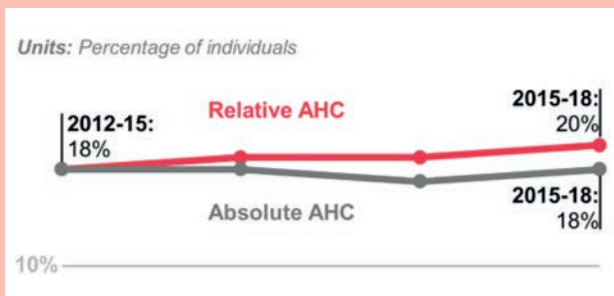 Units: Percentage of individuals
2012-15:
18%
Relative AHC
2015-18:
20%
Absolute AHC
2015-18:
18%
10%